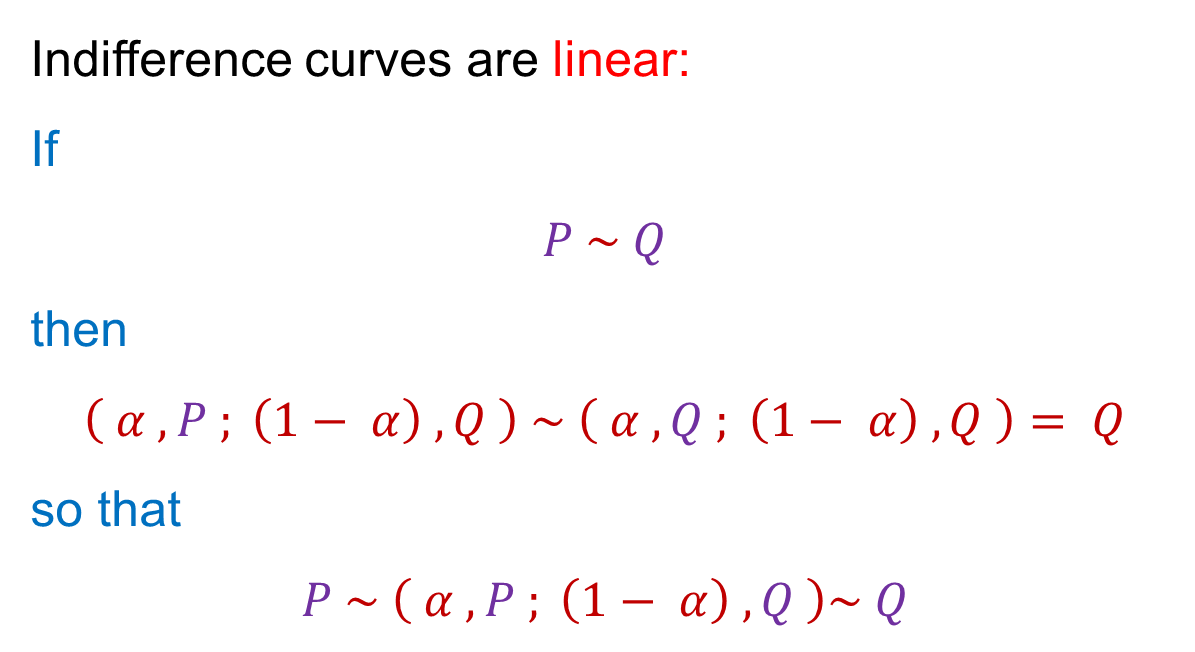 Indifference curves are linear:
If
P ~ Q
then
( α , P ; (1 − α) , Q ) ~ ( α , Q ; (1 − α) , Q ) = Q
so that
P ~ ( α , P ; (1 − α) , Q )~ Q